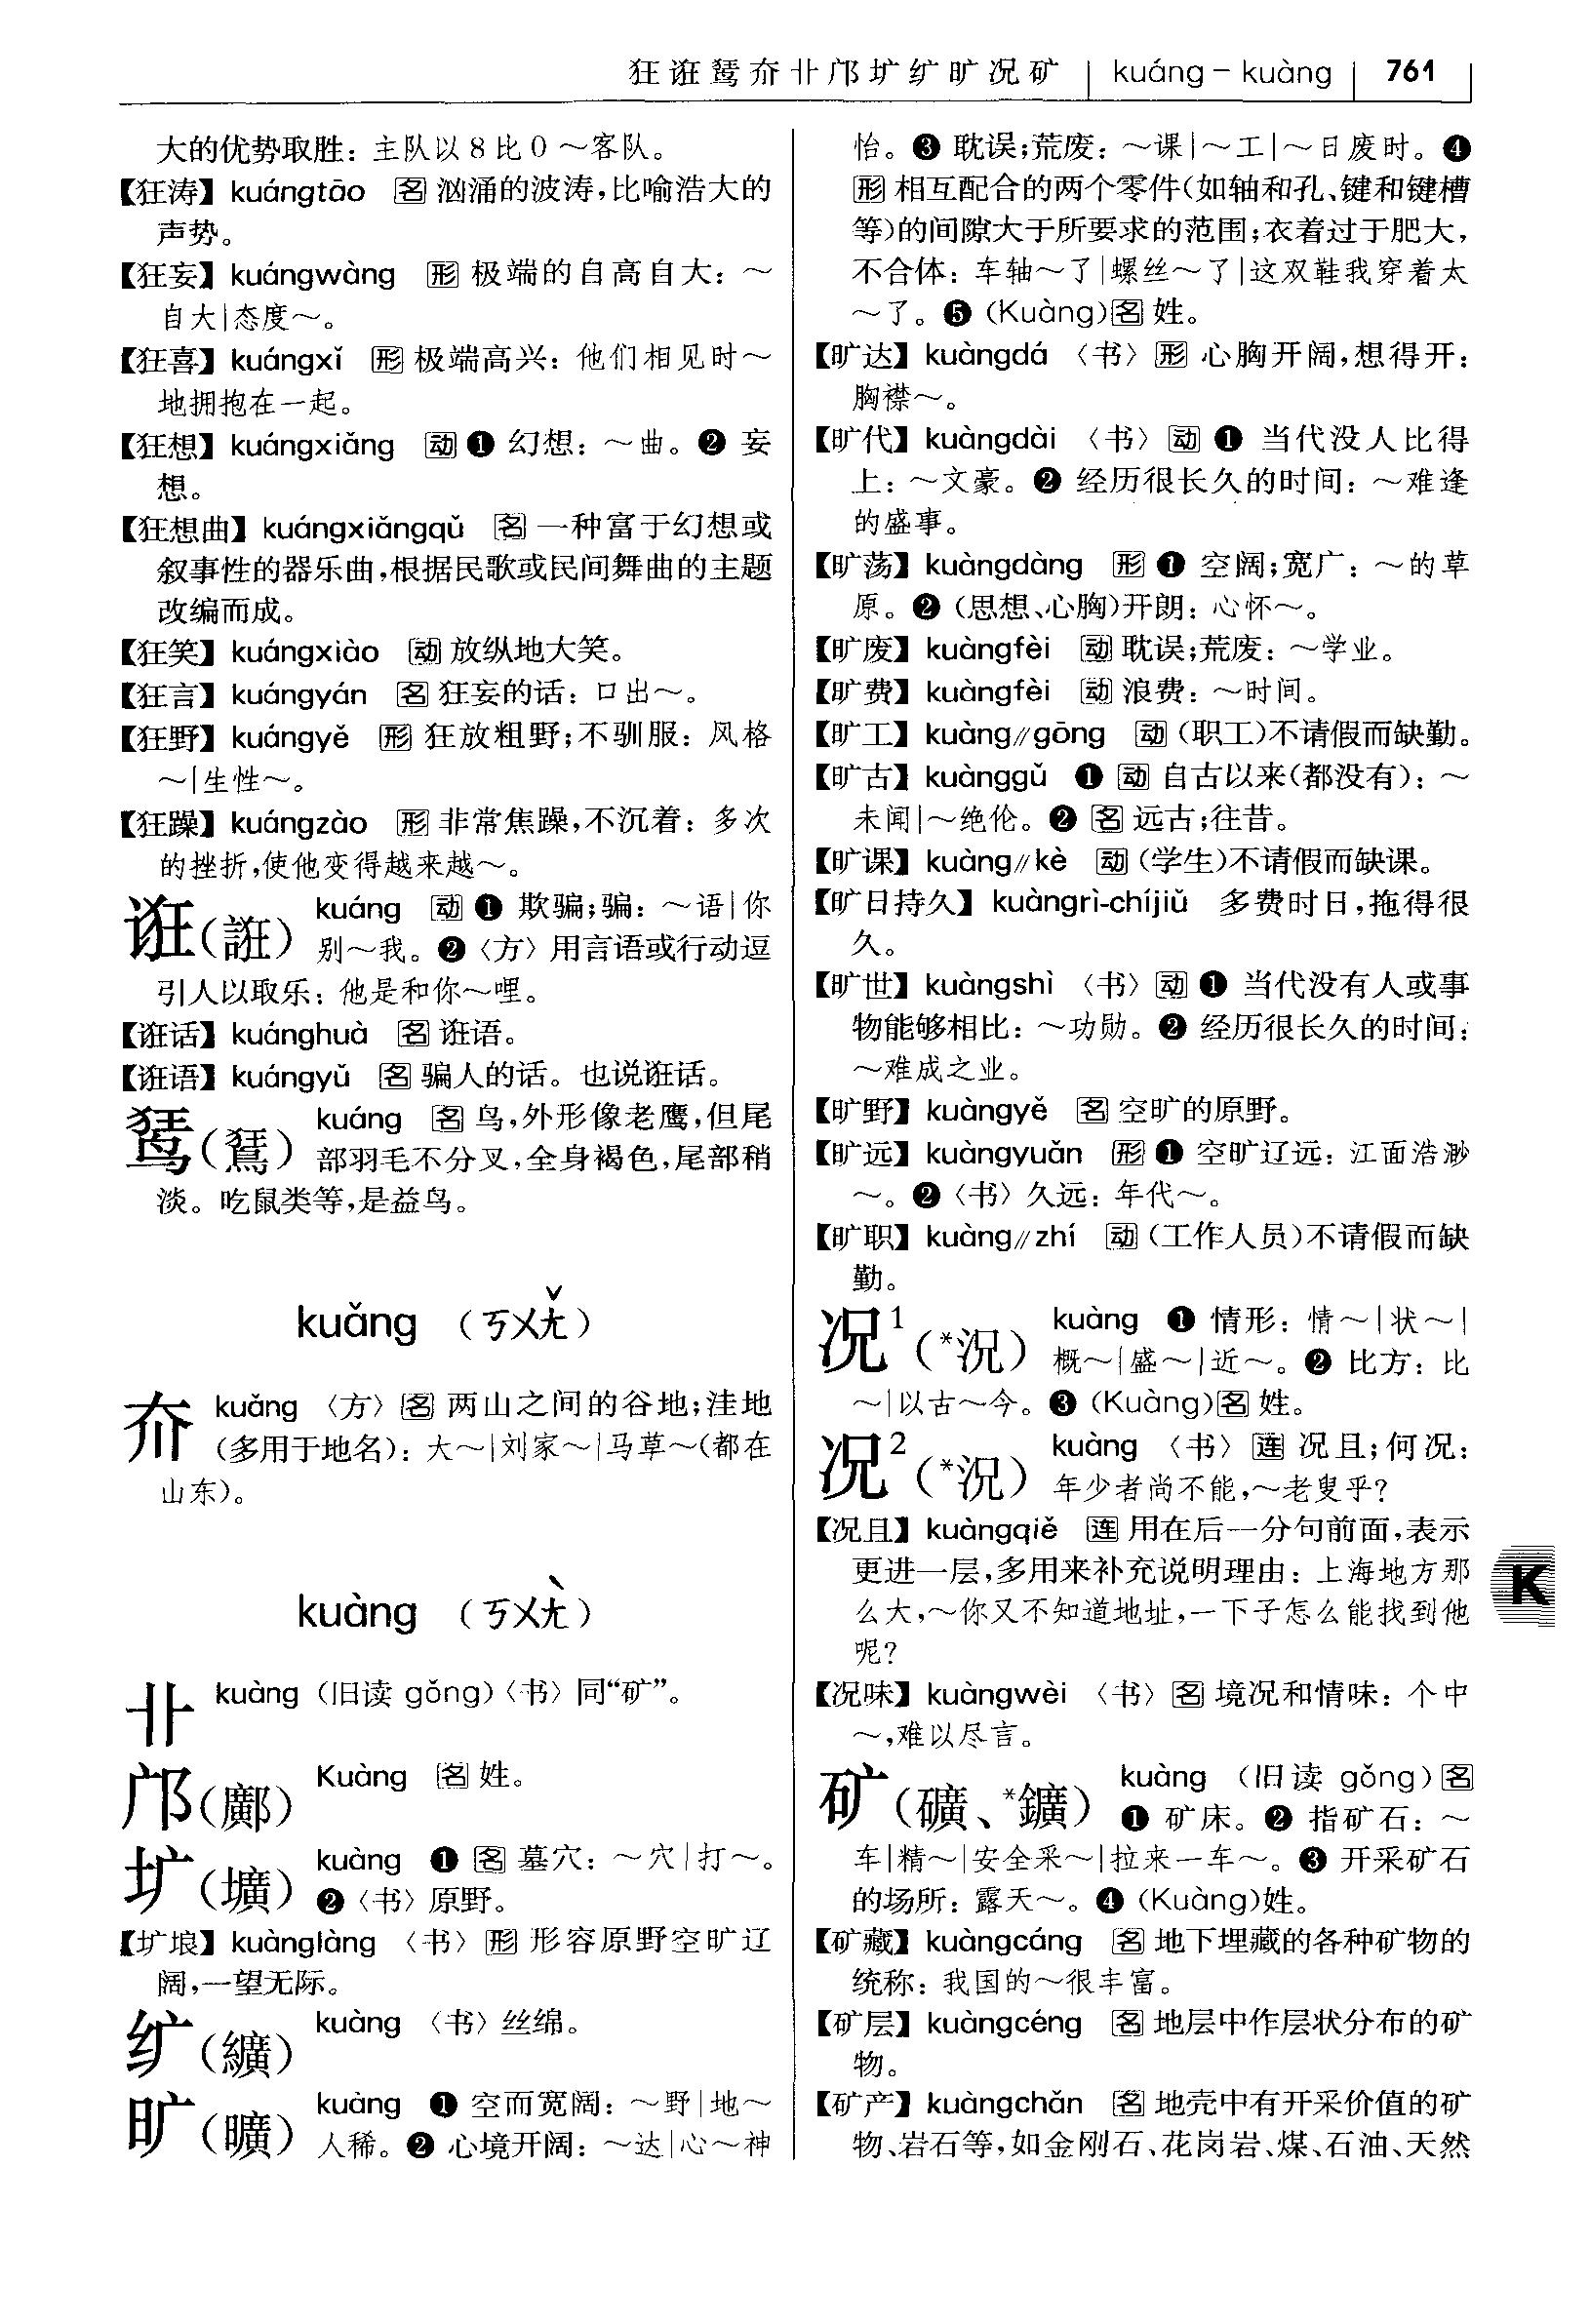 狂诳𫛭夼卝邝圹纩旷况矿 | kuáng – kuàng | 761
大的优势取胜：主队以8比0～客队。
【狂涛】kuángtāo 名 汹涌的波涛，比喻浩大的
声势。
【狂妄】kuángwàng 形 极端的自高自大：～
自大|态度～。
【狂喜】kuángxǐ 形 极端高兴：他们相见时～
地拥抱在一起。
【狂想】kuángxiǎng 动 ❶ 幻想：～曲。❷ 妄
想。
【狂想曲】kuángxiǎngqǔ 名 一种富于幻想或
叙事性的器乐曲，根据民歌或民间舞曲的主题
改编而成。
【狂笑】kuángxiào 动 放纵地大笑。
【狂言】kuángyán 名 狂妄的话：口出～。
【狂野】kuángyě 形 狂放粗野；不驯服：风格
～|生性～。
【狂躁】kuángzào 形 非常焦躁，不沉着：多次
的挫折，使他变得越来越～。
诳（誑） kuáng 动 ❶ 欺骗；骗：～语|你
别～我。❷〈方〉用言语或行动逗
引人以取乐：他是和你～哩。
【诳话】kuánghuà 名 诳语。
【诳语】kuángyǔ 名 骗人的话。也说诳话。
𫛭（鵟） kuáng 名 鸟，外形像老鹰，但尾
部羽毛不分叉，全身褐色，尾部稍
淡。吃鼠类等，是益鸟。
kuǎng （ㄎㄨㄤˇ）
夼 kuǎng 〈方〉名 两山之间的谷地；洼地
（多用于地名）：大～|刘家～|马草～（都在
山东）。
kuàng （ㄎㄨㄤˋ）
卝 kuàng（旧读 gǒng）〈书〉同“矿”。
邝（鄺） Kuàng 名 姓。
圹（壙） kuàng ❶ 名 墓穴：～穴|打～。
❷〈书〉原野。
【圹埌】kuànglàng 〈书〉形 形容原野空旷辽
阔，一望无际。
纩（纊） kuàng 〈书〉丝绵。
旷（曠） kuàng ❶ 空而宽阔：～野|地～
人稀。❷ 心境开阔：～达|心～神
怡。❸ 耽误；荒废：～课|～工|～日废时。❹
形 相互配合的两个零件（如轴和孔、键和键槽
等）的间隙大于所要求的范围；衣着过于肥大，
不合体：车轴～了|螺丝～了|这双鞋我穿着太
～了。❺ (Kuàng)名 姓。
【旷达】kuàngdá 〈书〉形 心胸开阔，想得开：
胸襟～。
【旷代】kuàngdài 〈书〉动 ❶ 当代没人比得
上：～文豪。❷ 经历很长久的时间：～难逢
的盛事。
【旷荡】kuàngdàng 形 ❶ 空阔；宽广：～的草
原。❷（思想、心胸）开朗：心怀～。
【旷废】kuàngfèi 动 耽误；荒废：～学业。
【旷费】kuàngfèi 动 浪费：～时间。
【旷工】kuàng//gōng 动（职工）不请假而缺勤。
【旷古】kuànggǔ ❶ 动 自古以来（都没有）：～
未闻|～绝伦。❷ 名 远古；往昔。
【旷课】kuàng//kè 动（学生）不请假而缺课。
【旷日持久】kuàngrì-chíjiǔ 多费时日，拖得很
久。
【旷世】kuàngshì 〈书〉动 ❶ 当代没有人或事
物能够相比：～功勋。❷ 经历很长久的时间：
～难成之业。
【旷野】kuàngyě 名 空旷的原野。
【旷远】kuàngyuǎn 形 ❶ 空旷辽远：江面浩渺
～。❷〈书〉久远：年代～。
【旷职】kuàng//zhí 动（工作人员）不请假而缺
勤。
况1（*況） kuàng ❶ 情形：情～|状～|
概～|盛～|近～。❷ 比方：比
～|以古～今。❸ (Kuàng)名 姓。
况2（*況） kuàng 〈书〉连 况且；何况：
年少者尚不能，～老叟乎？
【况且】kuàngqiě 连 用在后一分句前面，表示
更进一层，多用来补充说明理由：上海地方那
么大，～你又不知道地址，一下子怎么能找到他
呢？
【况味】kuàngwèi 〈书〉名 境况和情味：个中
～，难以尽言。
矿（礦、*鑛） kuàng （旧读 gǒng）名
❶ 矿床。❷ 指矿石：～
车|精～|安全采～|拉来一车～。❸ 开采矿石
的场所：露天～。❹ (Kuàng)姓。
【矿藏】kuàngcáng 名 地下埋藏的各种矿物的
统称：我国的～很丰富。
【矿层】kuàngcéng 名 地层中作层状分布的矿
物。
【矿产】kuàngchǎn 名 地壳中有开采价值的矿
物、岩石等，如金刚石、花岗岩、煤、石油、天然
K